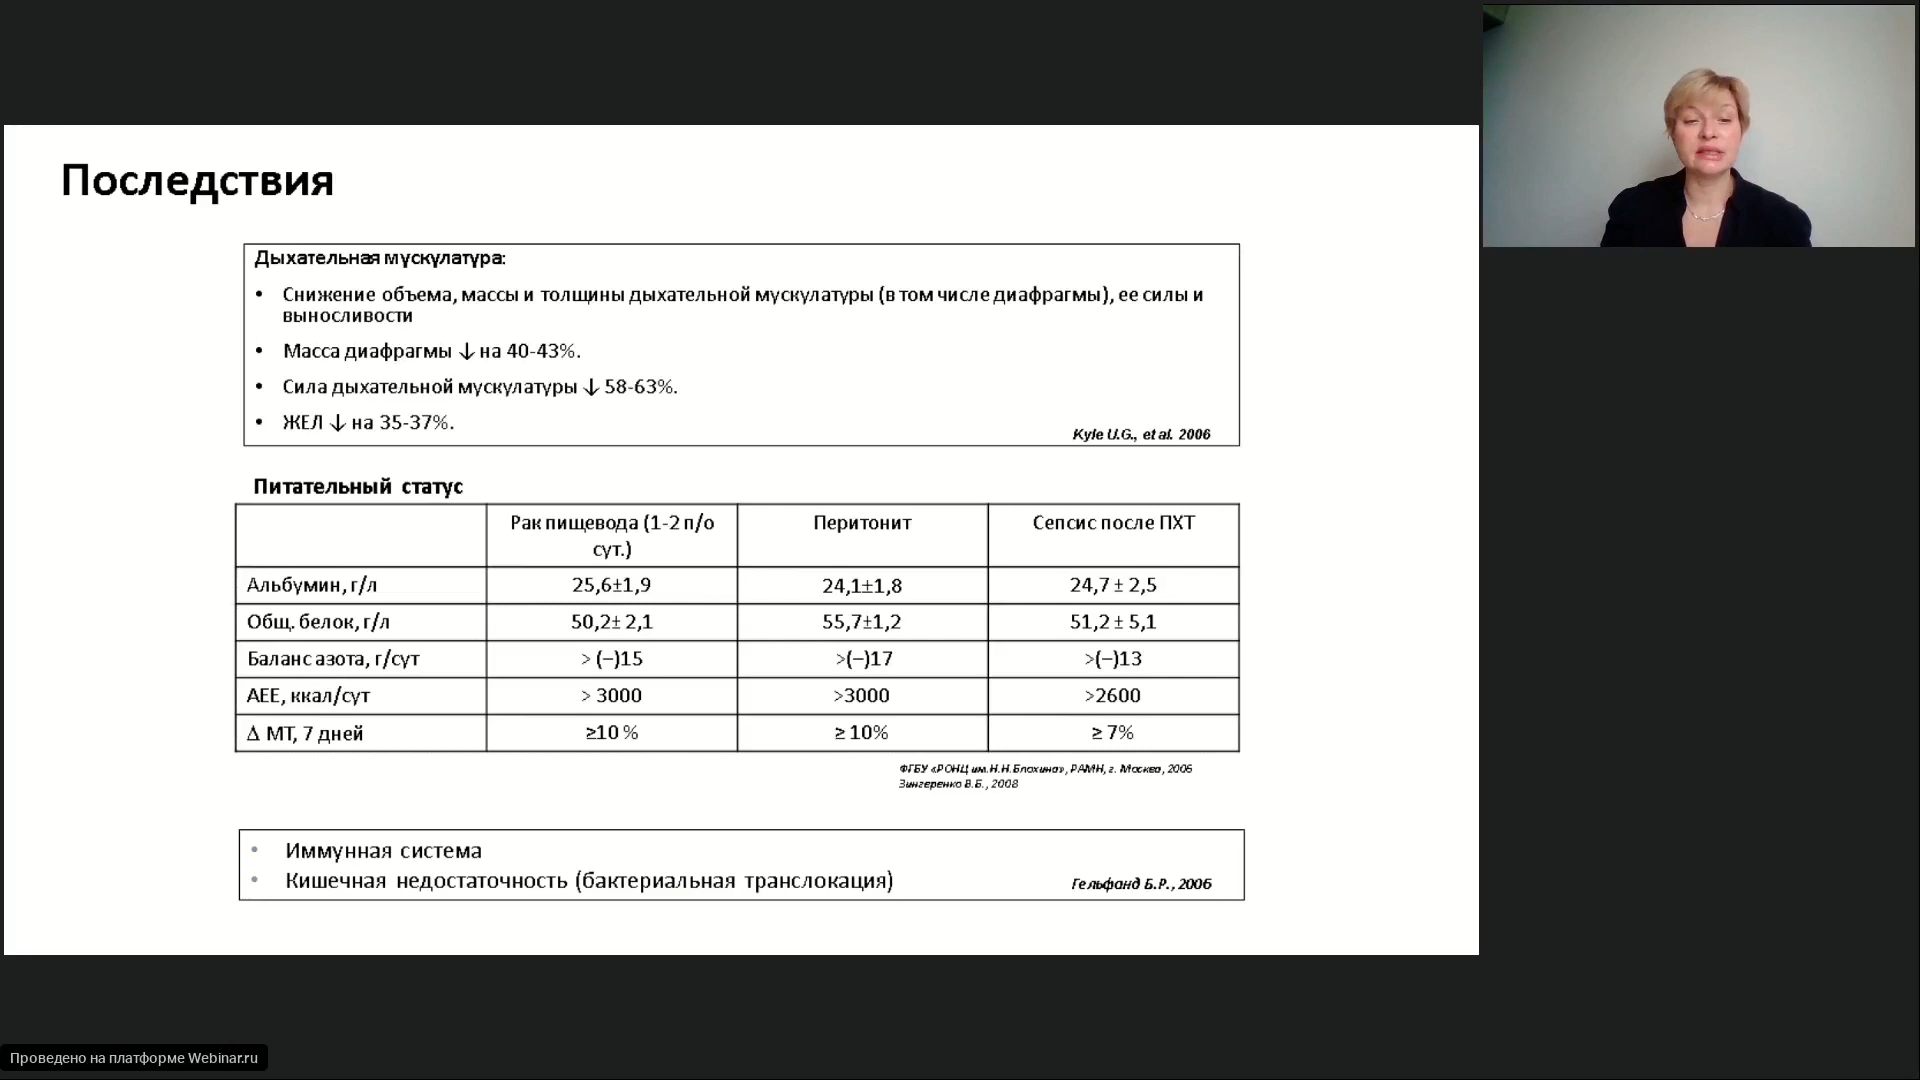 Последствия
Дыхательная мускулатура:
• Снижение объема, массы и толщины дыхательной мускулатуры (в том числе диафрагмы), ее силы и
выносливости
• Масса диафрагмы ↓ на 40-43%.
• Сила дыхательной мускулатуры ↓ 58-63%.
• ЖЕЛ ↓ на 35-37%.
Kyle U.G., et al. 2006
Питательный статус
Рак пищевода (1-2 п/о
сут.)
Перитонит
Сепсис после ПХТ
Альбумин, г/л 25,6±1,9 24,1±1,8 24,7 ± 2,5
Общ. белок, г/л 50,2± 2,1 55,7±1,2 51,2 ± 5,1
Баланс азота, г/сут > (−)15 >(−)17 >(−)13
АЕЕ, ккал/сут > 3000 >3000 >2600
Δ МТ, 7 дней ≥10 % ≥ 10% ≥ 7%
ФГБУ «РОНЦ им.Н.Н.Блохина», РАМН, г. Москва, 2006
Зингеренко В.Б., 2008
• Иммунная система
• Кишечная недостаточность (бактериальная транслокация)
Гельфанд Б.Р., 2006
Проведено на платформе Webinar.ru